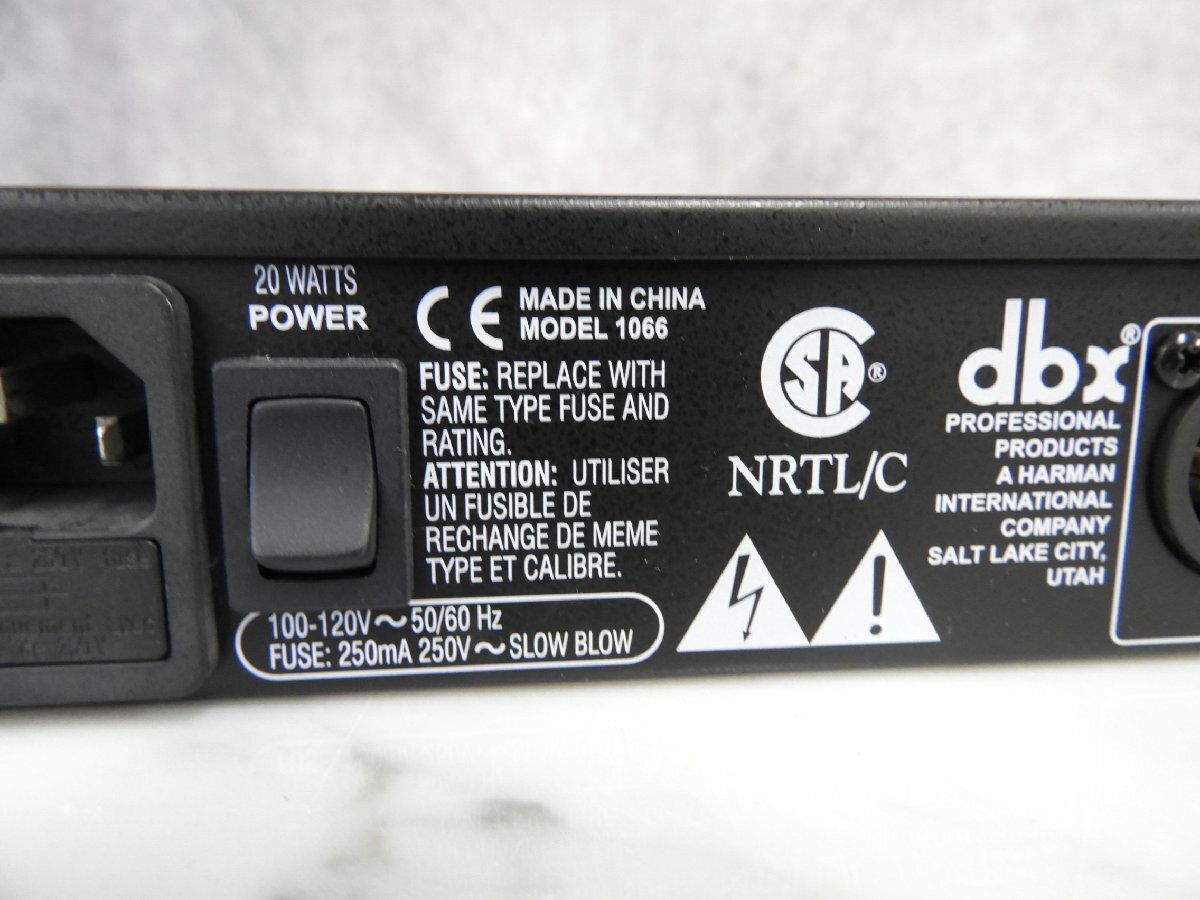 20 WATTS
POWER
CE MADE IN CHINA
MODEL 1066
FUSE: REPLACE WITH
SAME TYPE FUSE AND
RATING.
ATTENTION: UTILISER
UN FUSIBLE DE
RECHANGE DE MEME
TYPE ET CALIBRE.
100-120V~50/60 Hz
FUSE: 250mA 250V~SLOW BLOW
CSA®
NRTL/C
dbx®
PROFESSIONAL
PRODUCTS
A HARMAN
INTERNATIONAL
COMPANY
SALT LAKE CITY,
UTAH